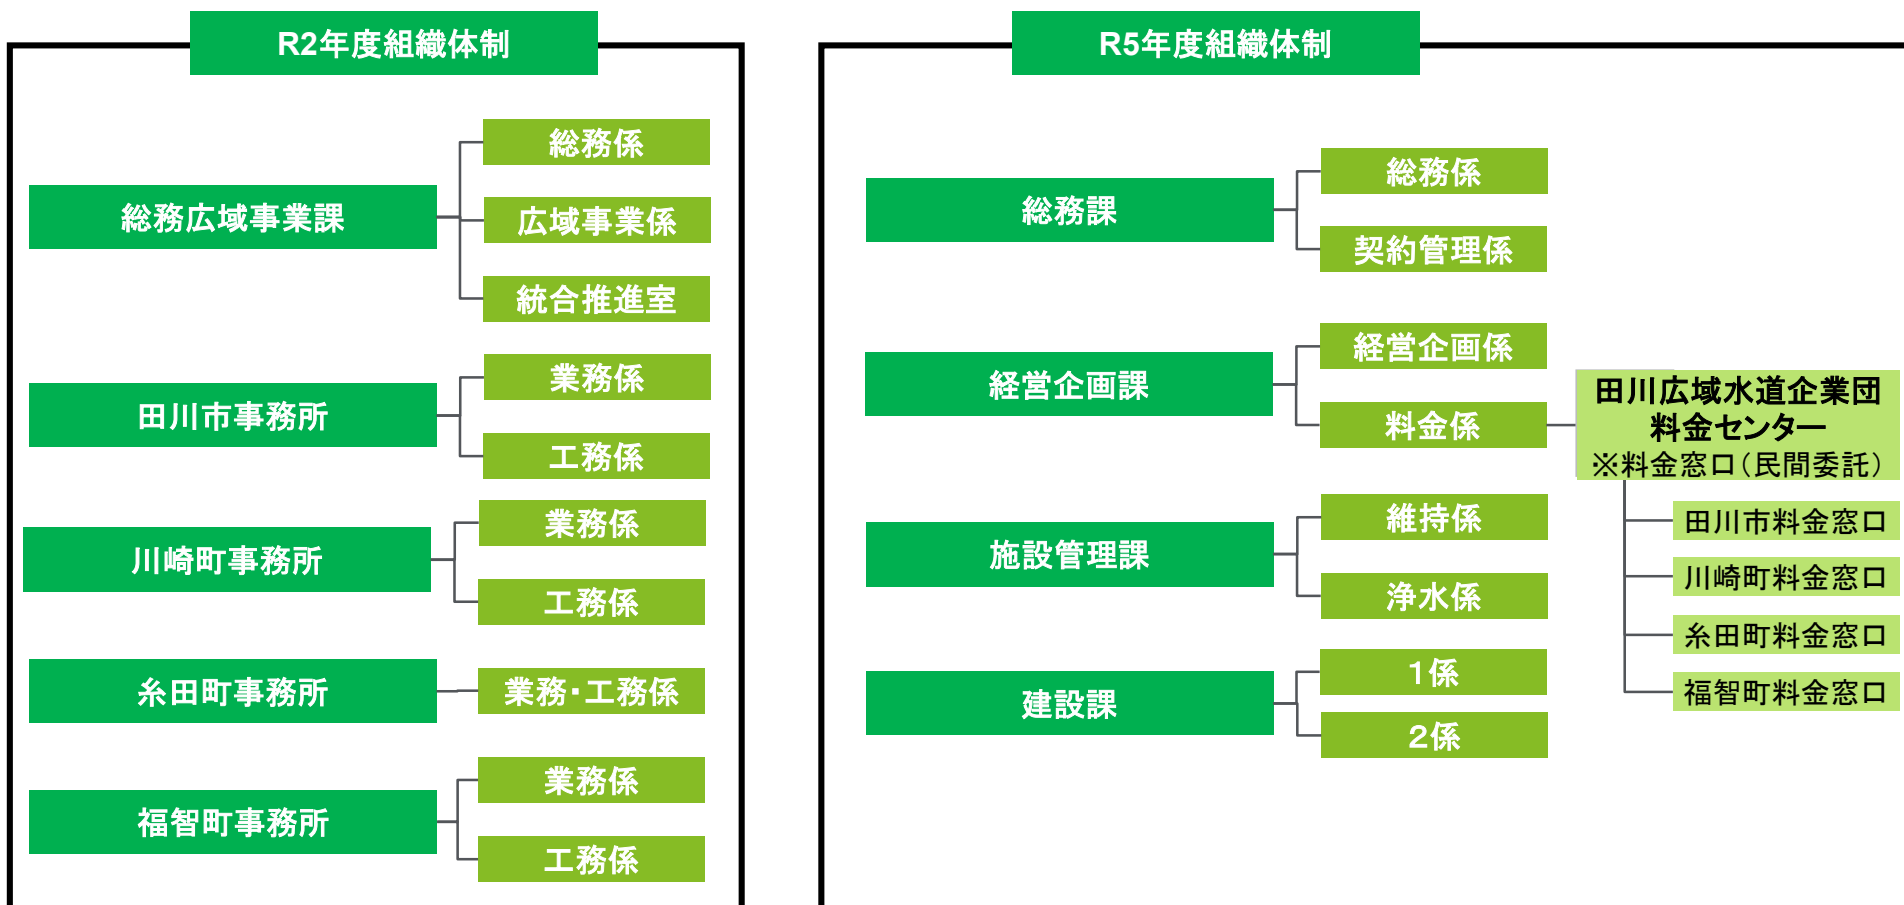 R2年度組織体制
総務広域事業課
総務係
広域事業係
統合推進室
田川市事務所
業務係
工務係
川崎町事務所
業務係
工務係
糸田町事務所
業務・工務係
福智町事務所
業務係
工務係
R5年度組織体制
総務課
総務係
契約管理係
経営企画課
経営企画係
料金係
田川広域水道企業団
料金センター
※料金窓口（民間委託）
田川市料金窓口
川崎町料金窓口
糸田町料金窓口
福智町料金窓口
施設管理課
維持係
浄水係
建設課
１係
２係